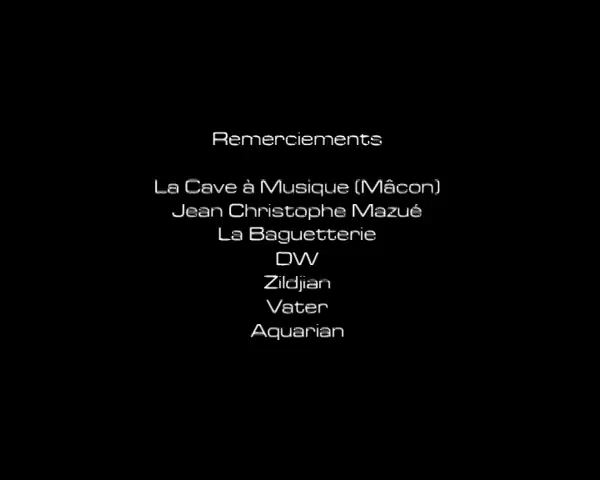 Remerciements
La Cave à Musique (Mâcon)
Jean Christophe Mazué
La Baguetterie
DW
Zildjian
Vater
Aquarian